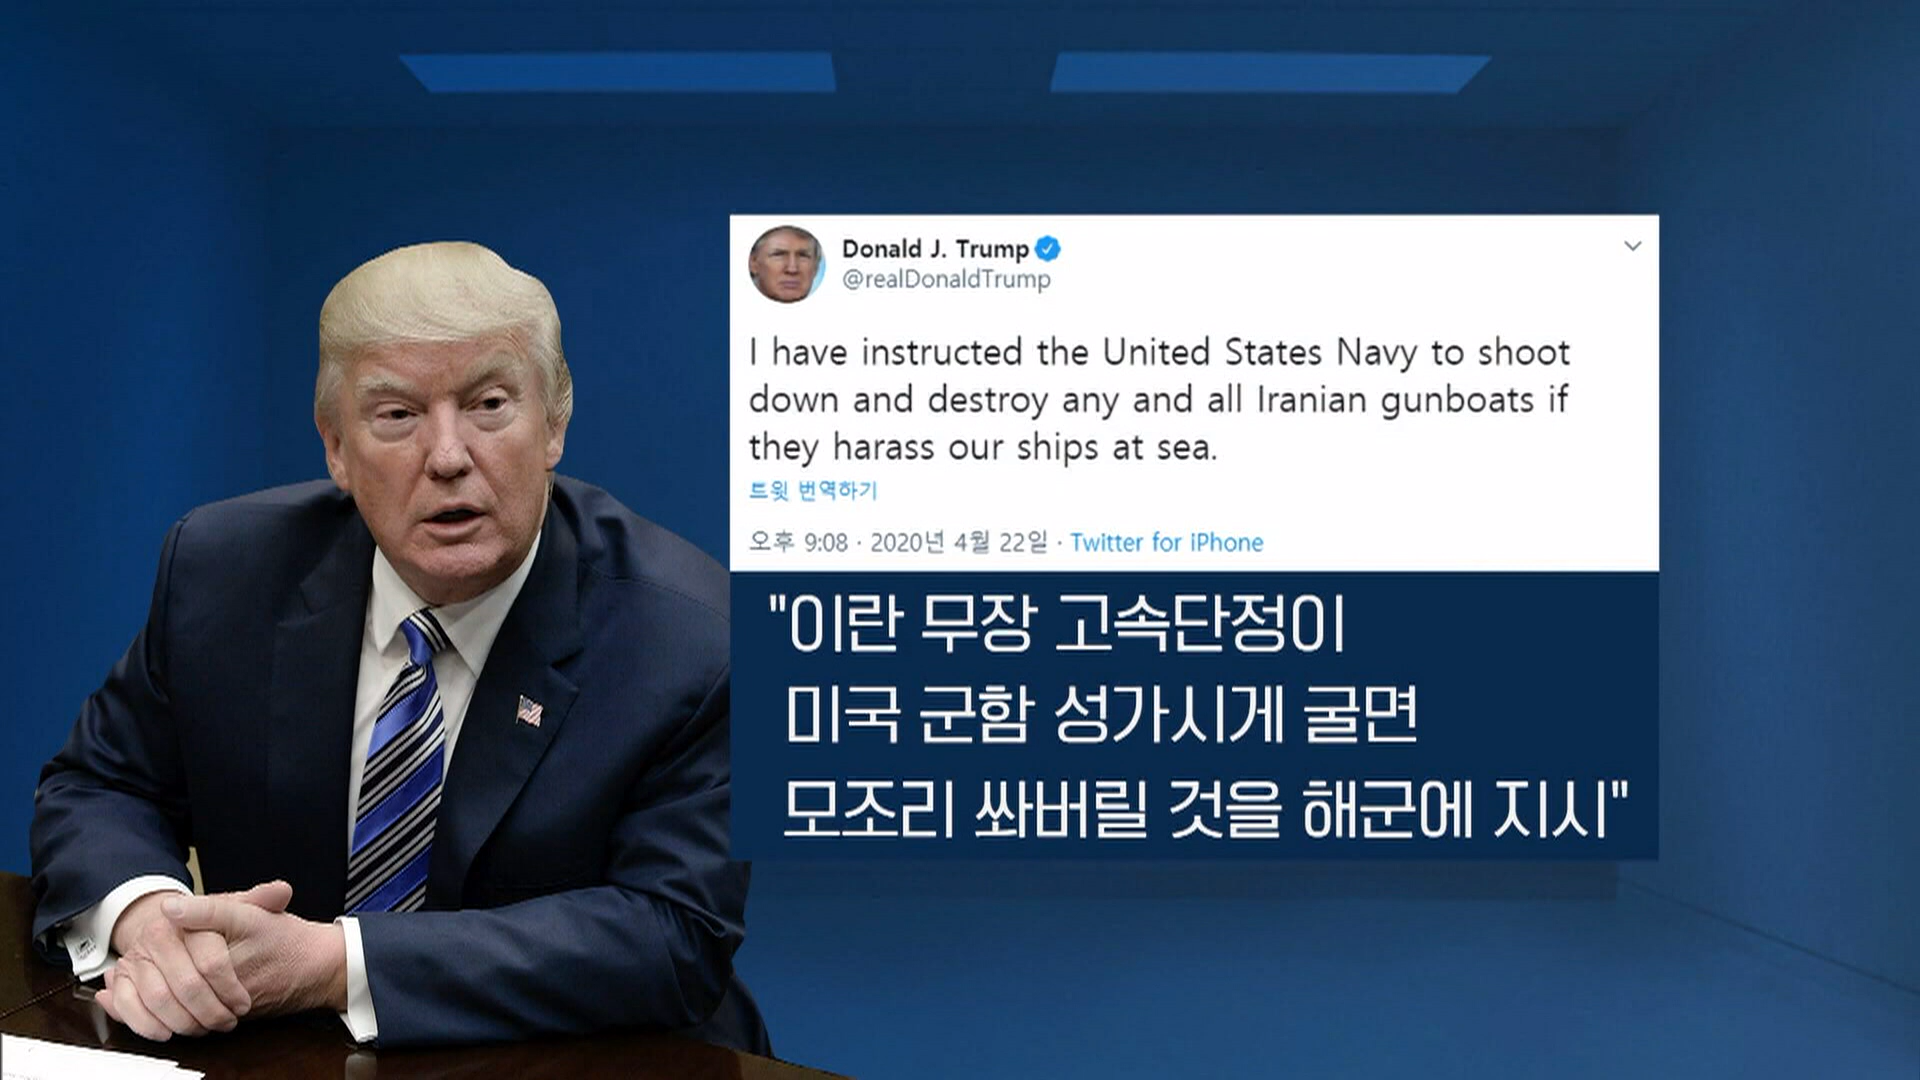 Donald J. Trump
@realDonaldTrump
I have instructed the United States Navy to shoot
down and destroy any and all Iranian gunboats if
they harass our ships at sea.
트윗 번역하기
오후 9:08 · 2020년 4월 22일 · Twitter for iPhone
"이란 무장 고속단정이
미국 군함 성가시게 굴면
모조리 쏴버릴 것을 해군에 지시"